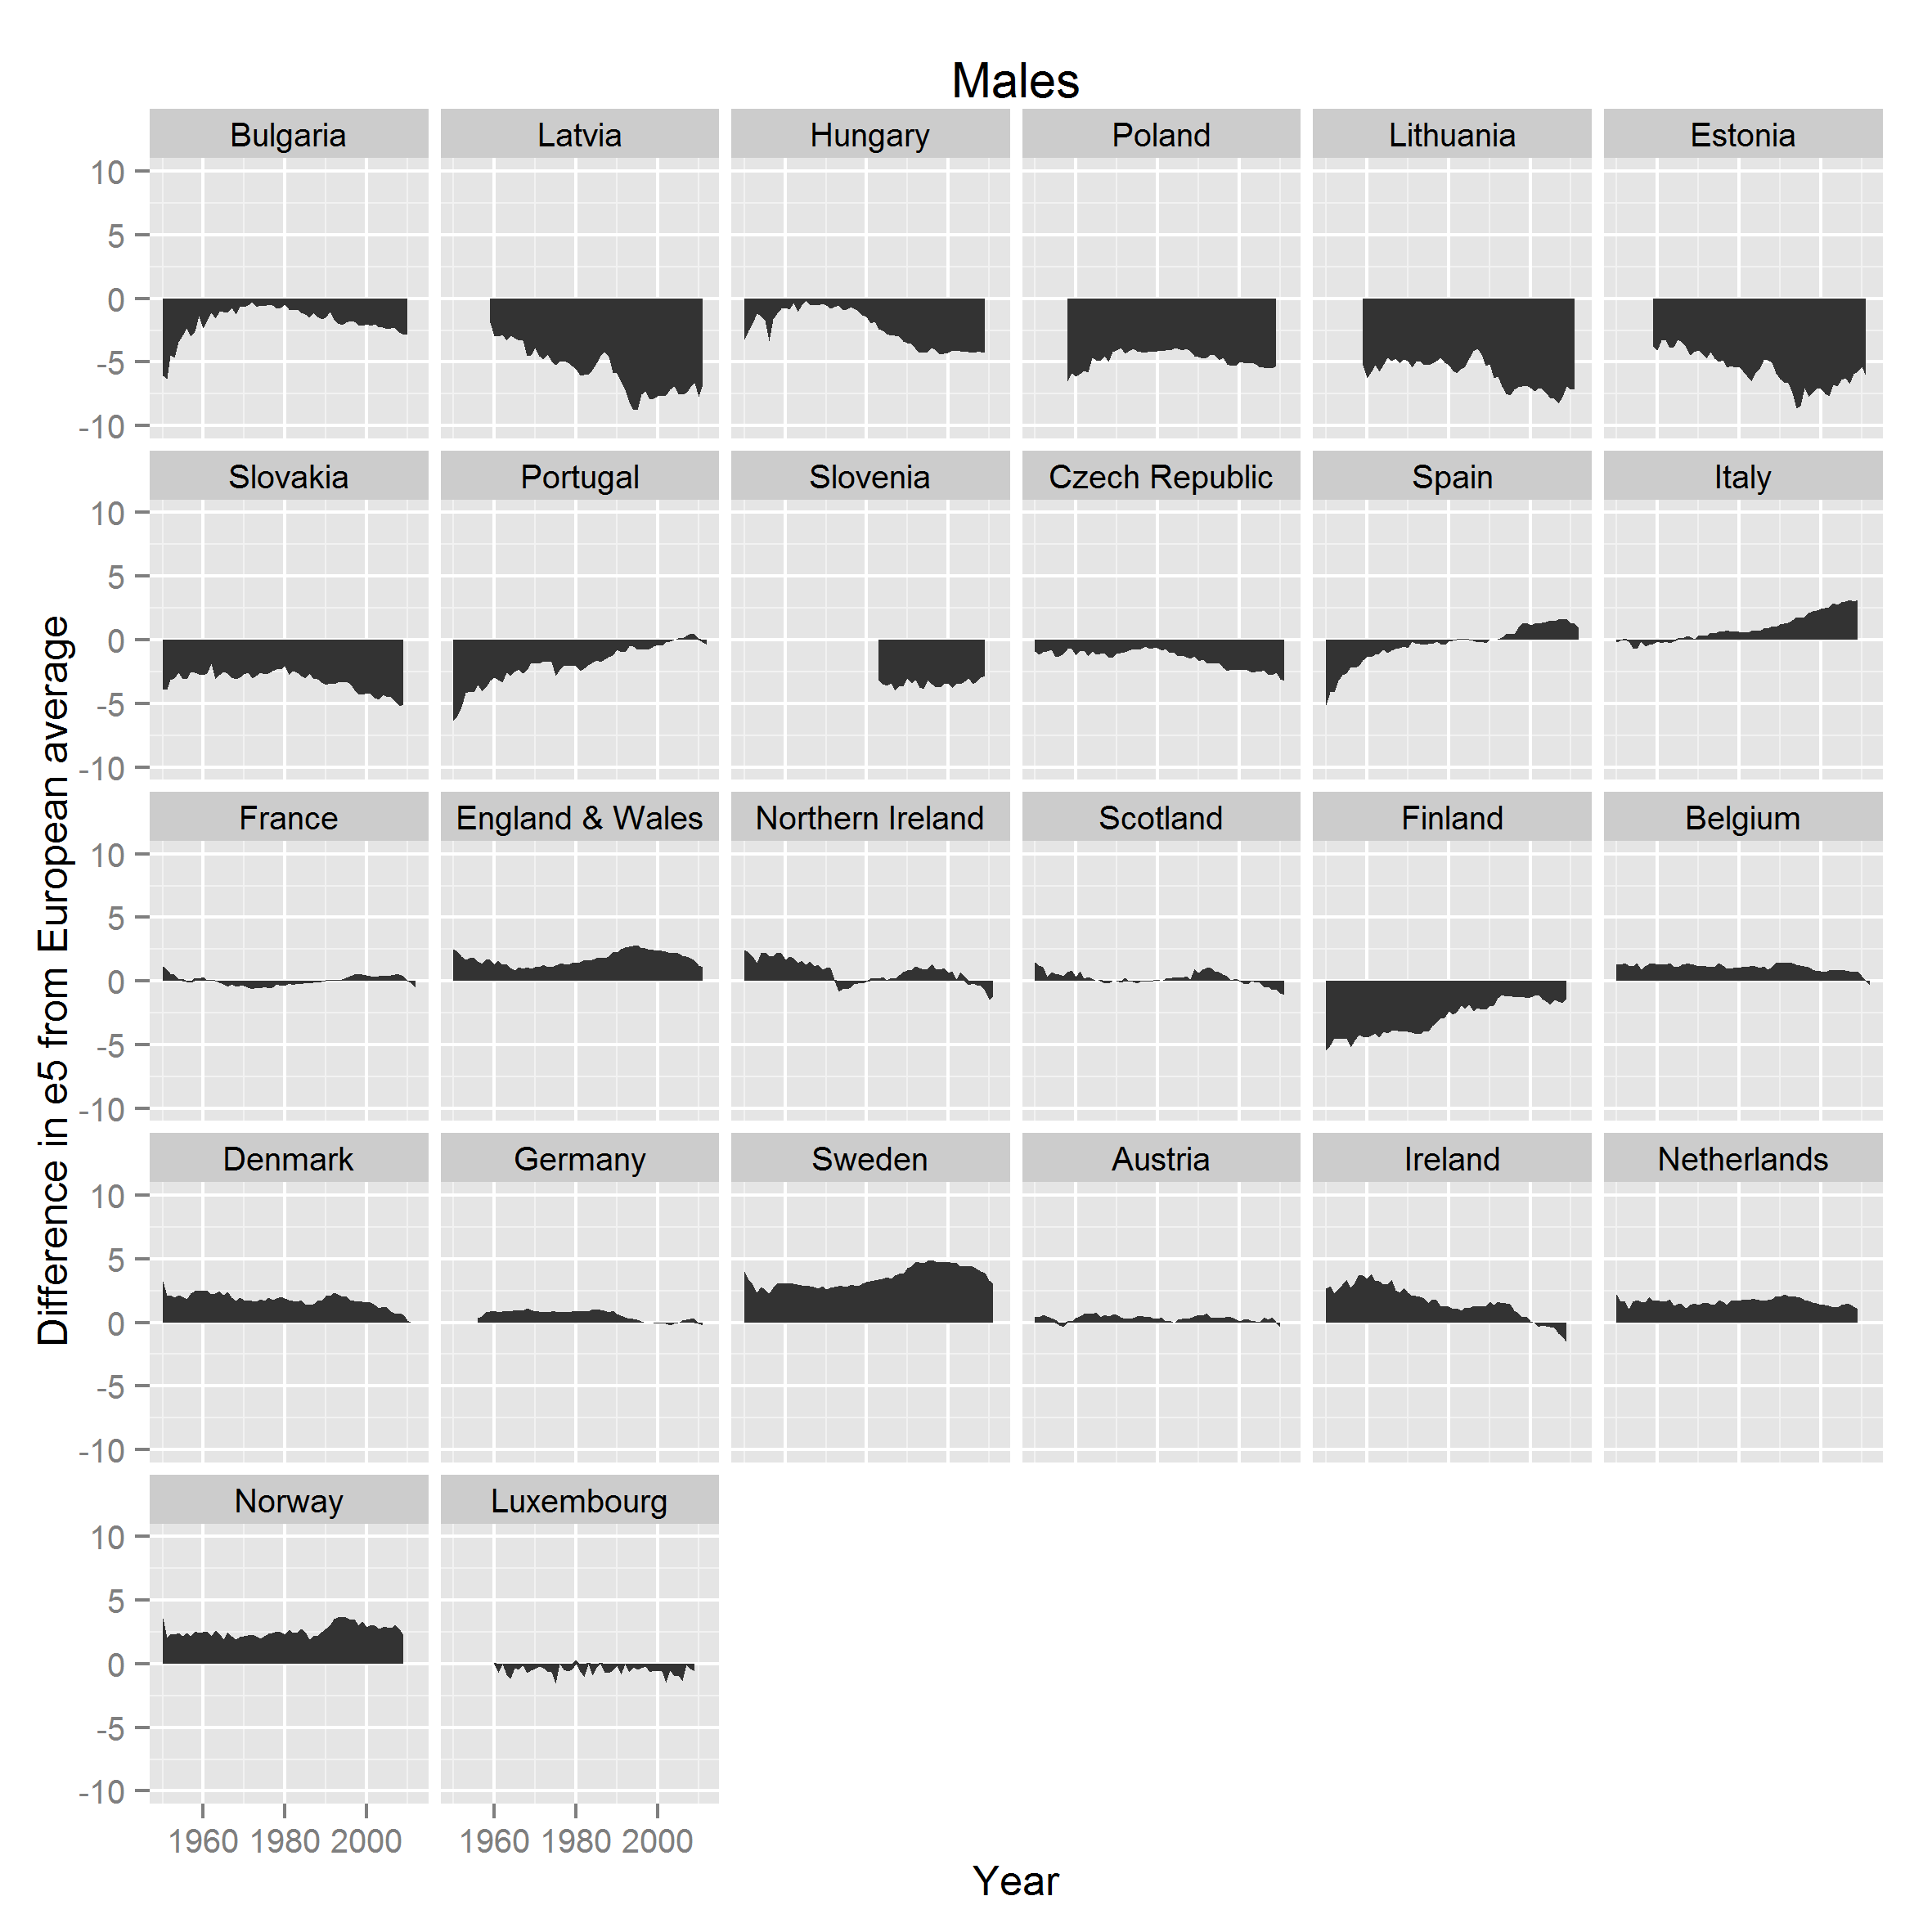 Males
Bulgaria Latvia Hungary Poland Lithuania Estonia
10
5
0
-5
-10
Slovakia Portugal Slovenia Czech Republic Spain Italy
10
5
0
-5
-10
France England & Wales Northern Ireland Scotland Finland Belgium
10
5
0
-5
-10
Denmark Germany Sweden Austria Ireland Netherlands
10
5
0
-5
-10
Norway Luxembourg
10
5
0
-5
-10
1960 1980 2000 1960 1980 2000
Year
Difference in e5 from European average